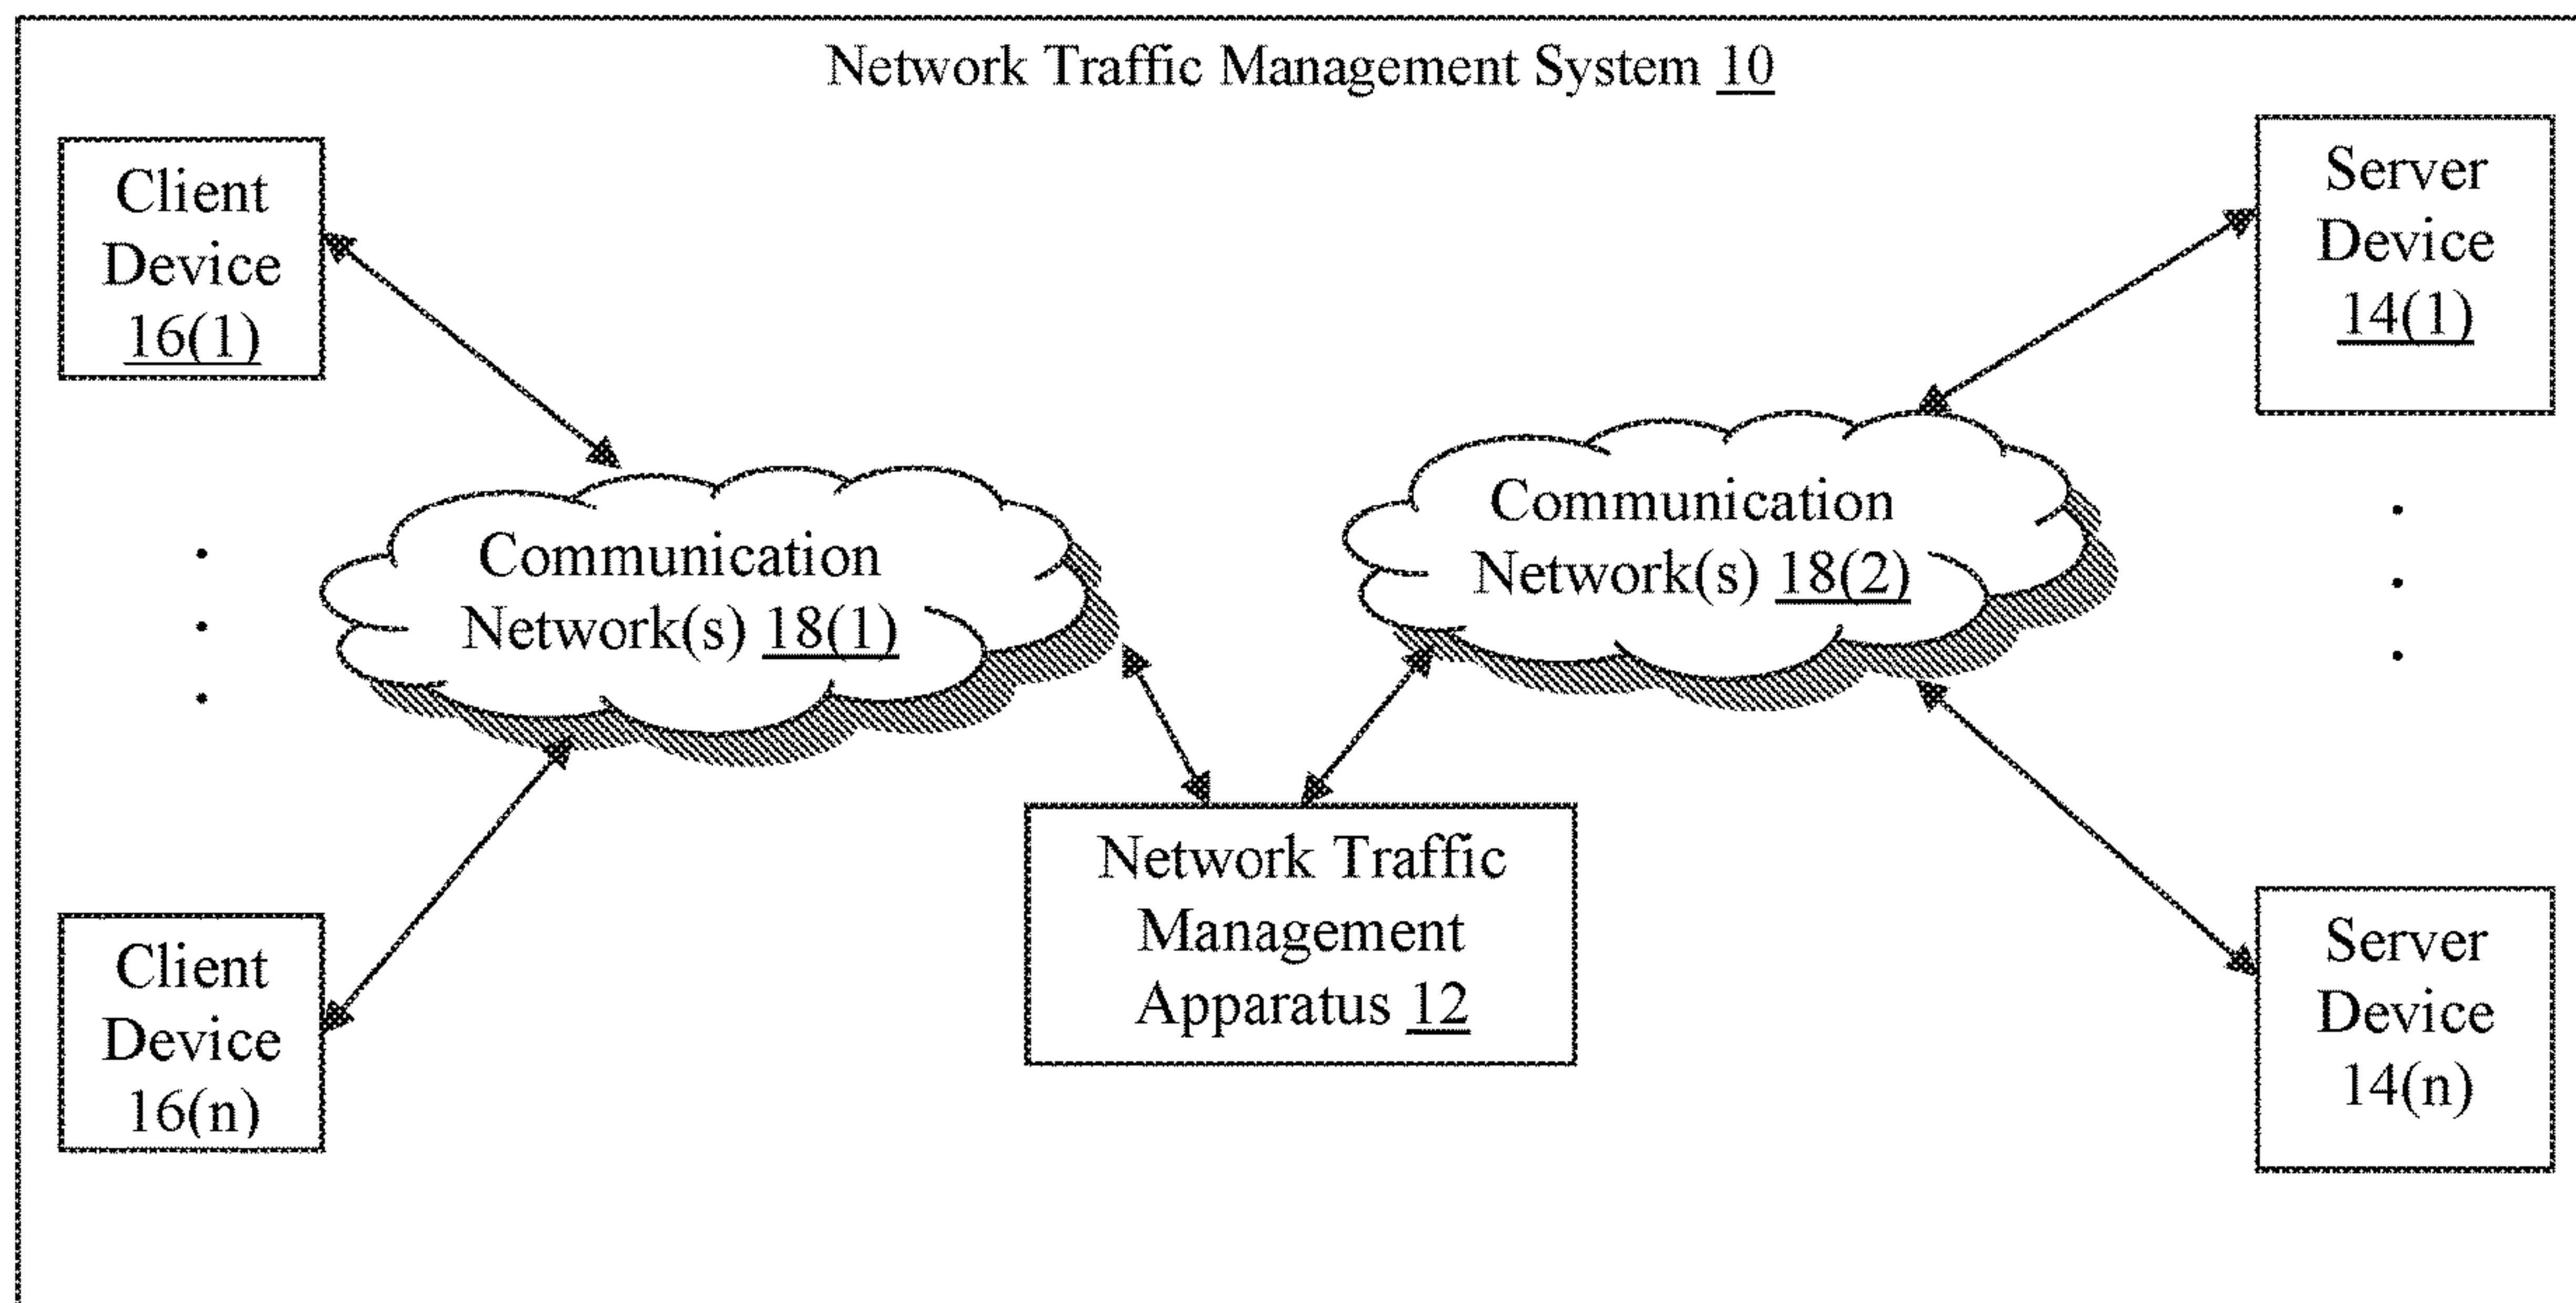 Network Traffic Management System 10
Client
Device
16(1)
Server
Device
14(1)
Communication
Network(s) 18(1)
Communication
Network(s) 18(2)
Network Traffic
Management
Apparatus 12
Client
Device
16(n)
Server
Device
14(n)